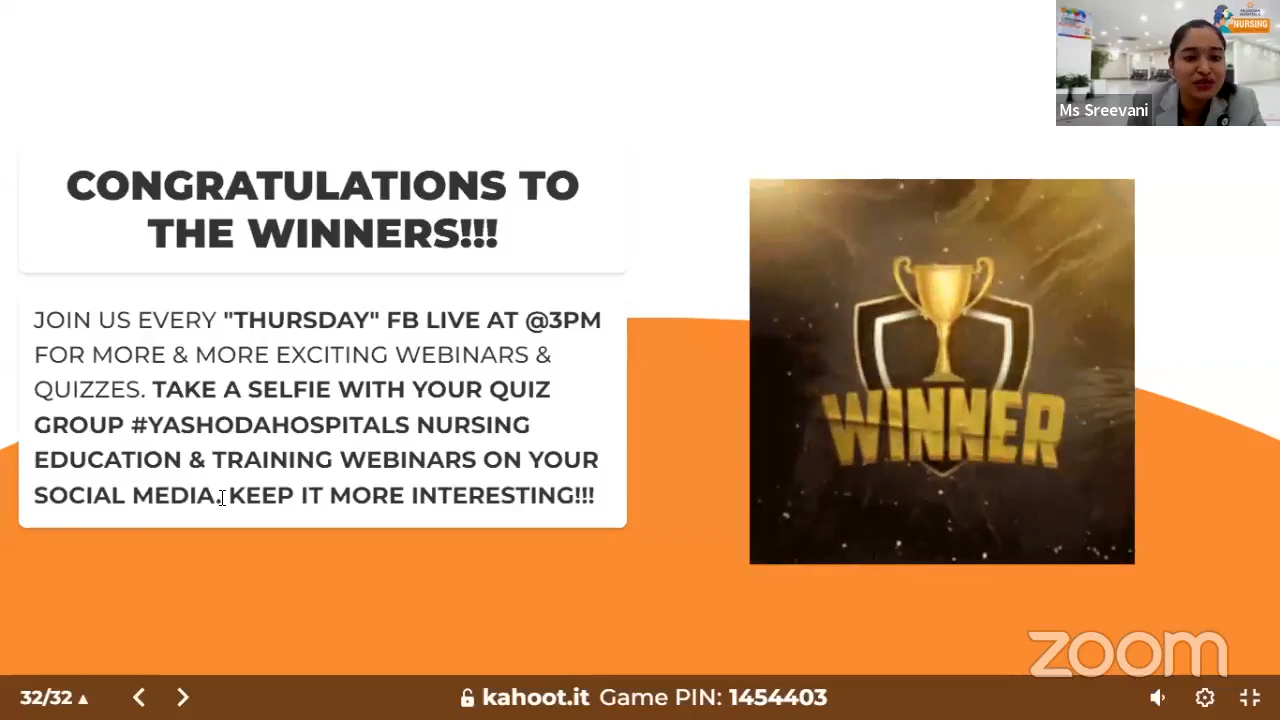 NURSING
Ms Sreevani
CONGRATULATIONS TO
THE WINNERS!!!
JOIN US EVERY "THURSDAY" FB LIVE AT @3PM
FOR MORE & MORE EXCITING WEBINARS &
QUIZZES. TAKE A SELFIE WITH YOUR QUIZ
GROUP #YASHODAHOSPITALS NURSING
EDUCATION & TRAINING WEBINARS ON YOUR
SOCIAL MEDIA. KEEP IT MORE INTERESTING!!!
WINNER
zoom
32/32 ▲
kahoot.it Game PIN: 1454403